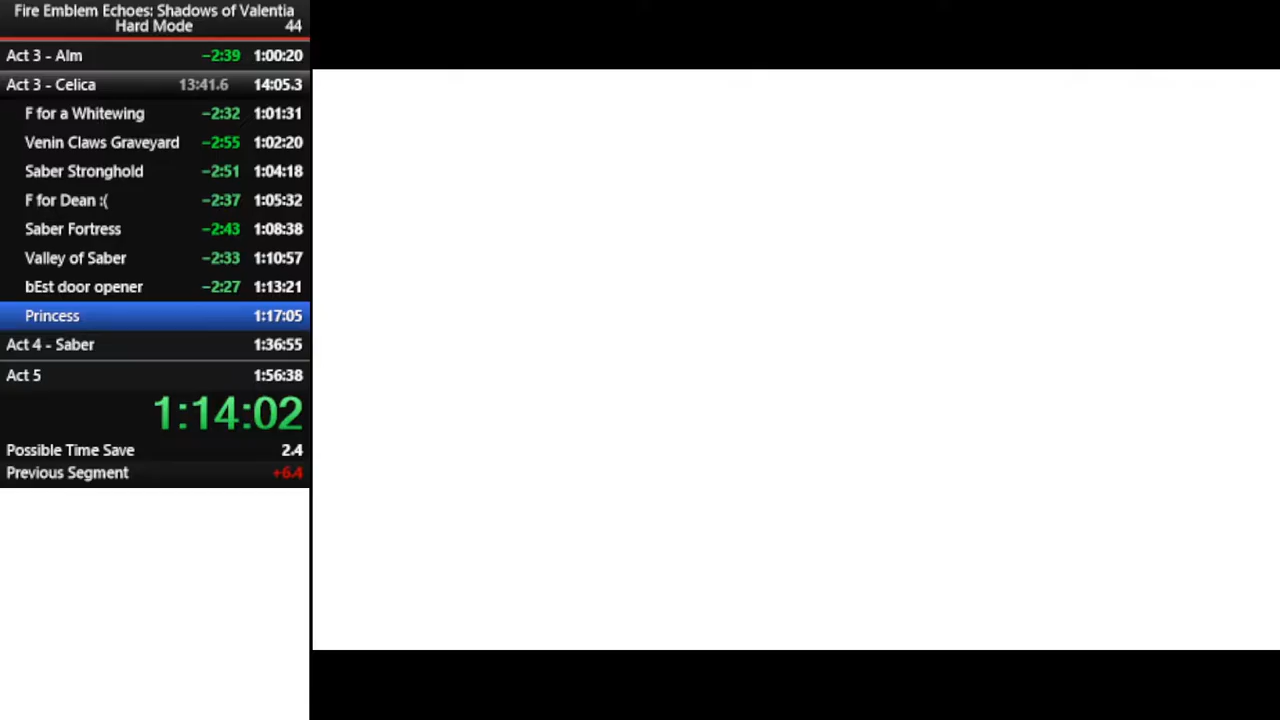 Fire Emblem Echoes: Shadows of Valentia
Hard Mode 44
Act 3 - Alm −2:39 1:00:20
Act 3 - Celica 13:41.6 14:05.3
F for a Whitewing −2:32 1:01:31
Venin Claws Graveyard −2:55 1:02:20
Saber Stronghold −2:51 1:04:18
F for Dean :( −2:37 1:05:32
Saber Fortress −2:43 1:08:38
Valley of Saber −2:33 1:10:57
bEst door opener −2:27 1:13:21
Princess 1:17:05
Act 4 - Saber 1:36:55
Act 5 1:56:38
1:14:02
Possible Time Save 2.4
Previous Segment +6.4